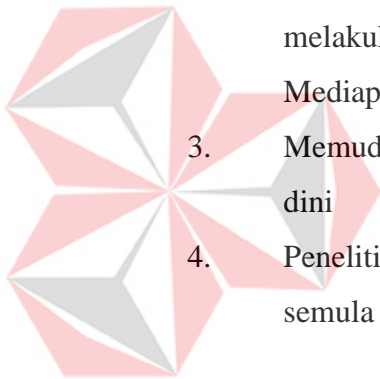 melakul
Mediap
3. Memud
dini
4. Peneliti
semula